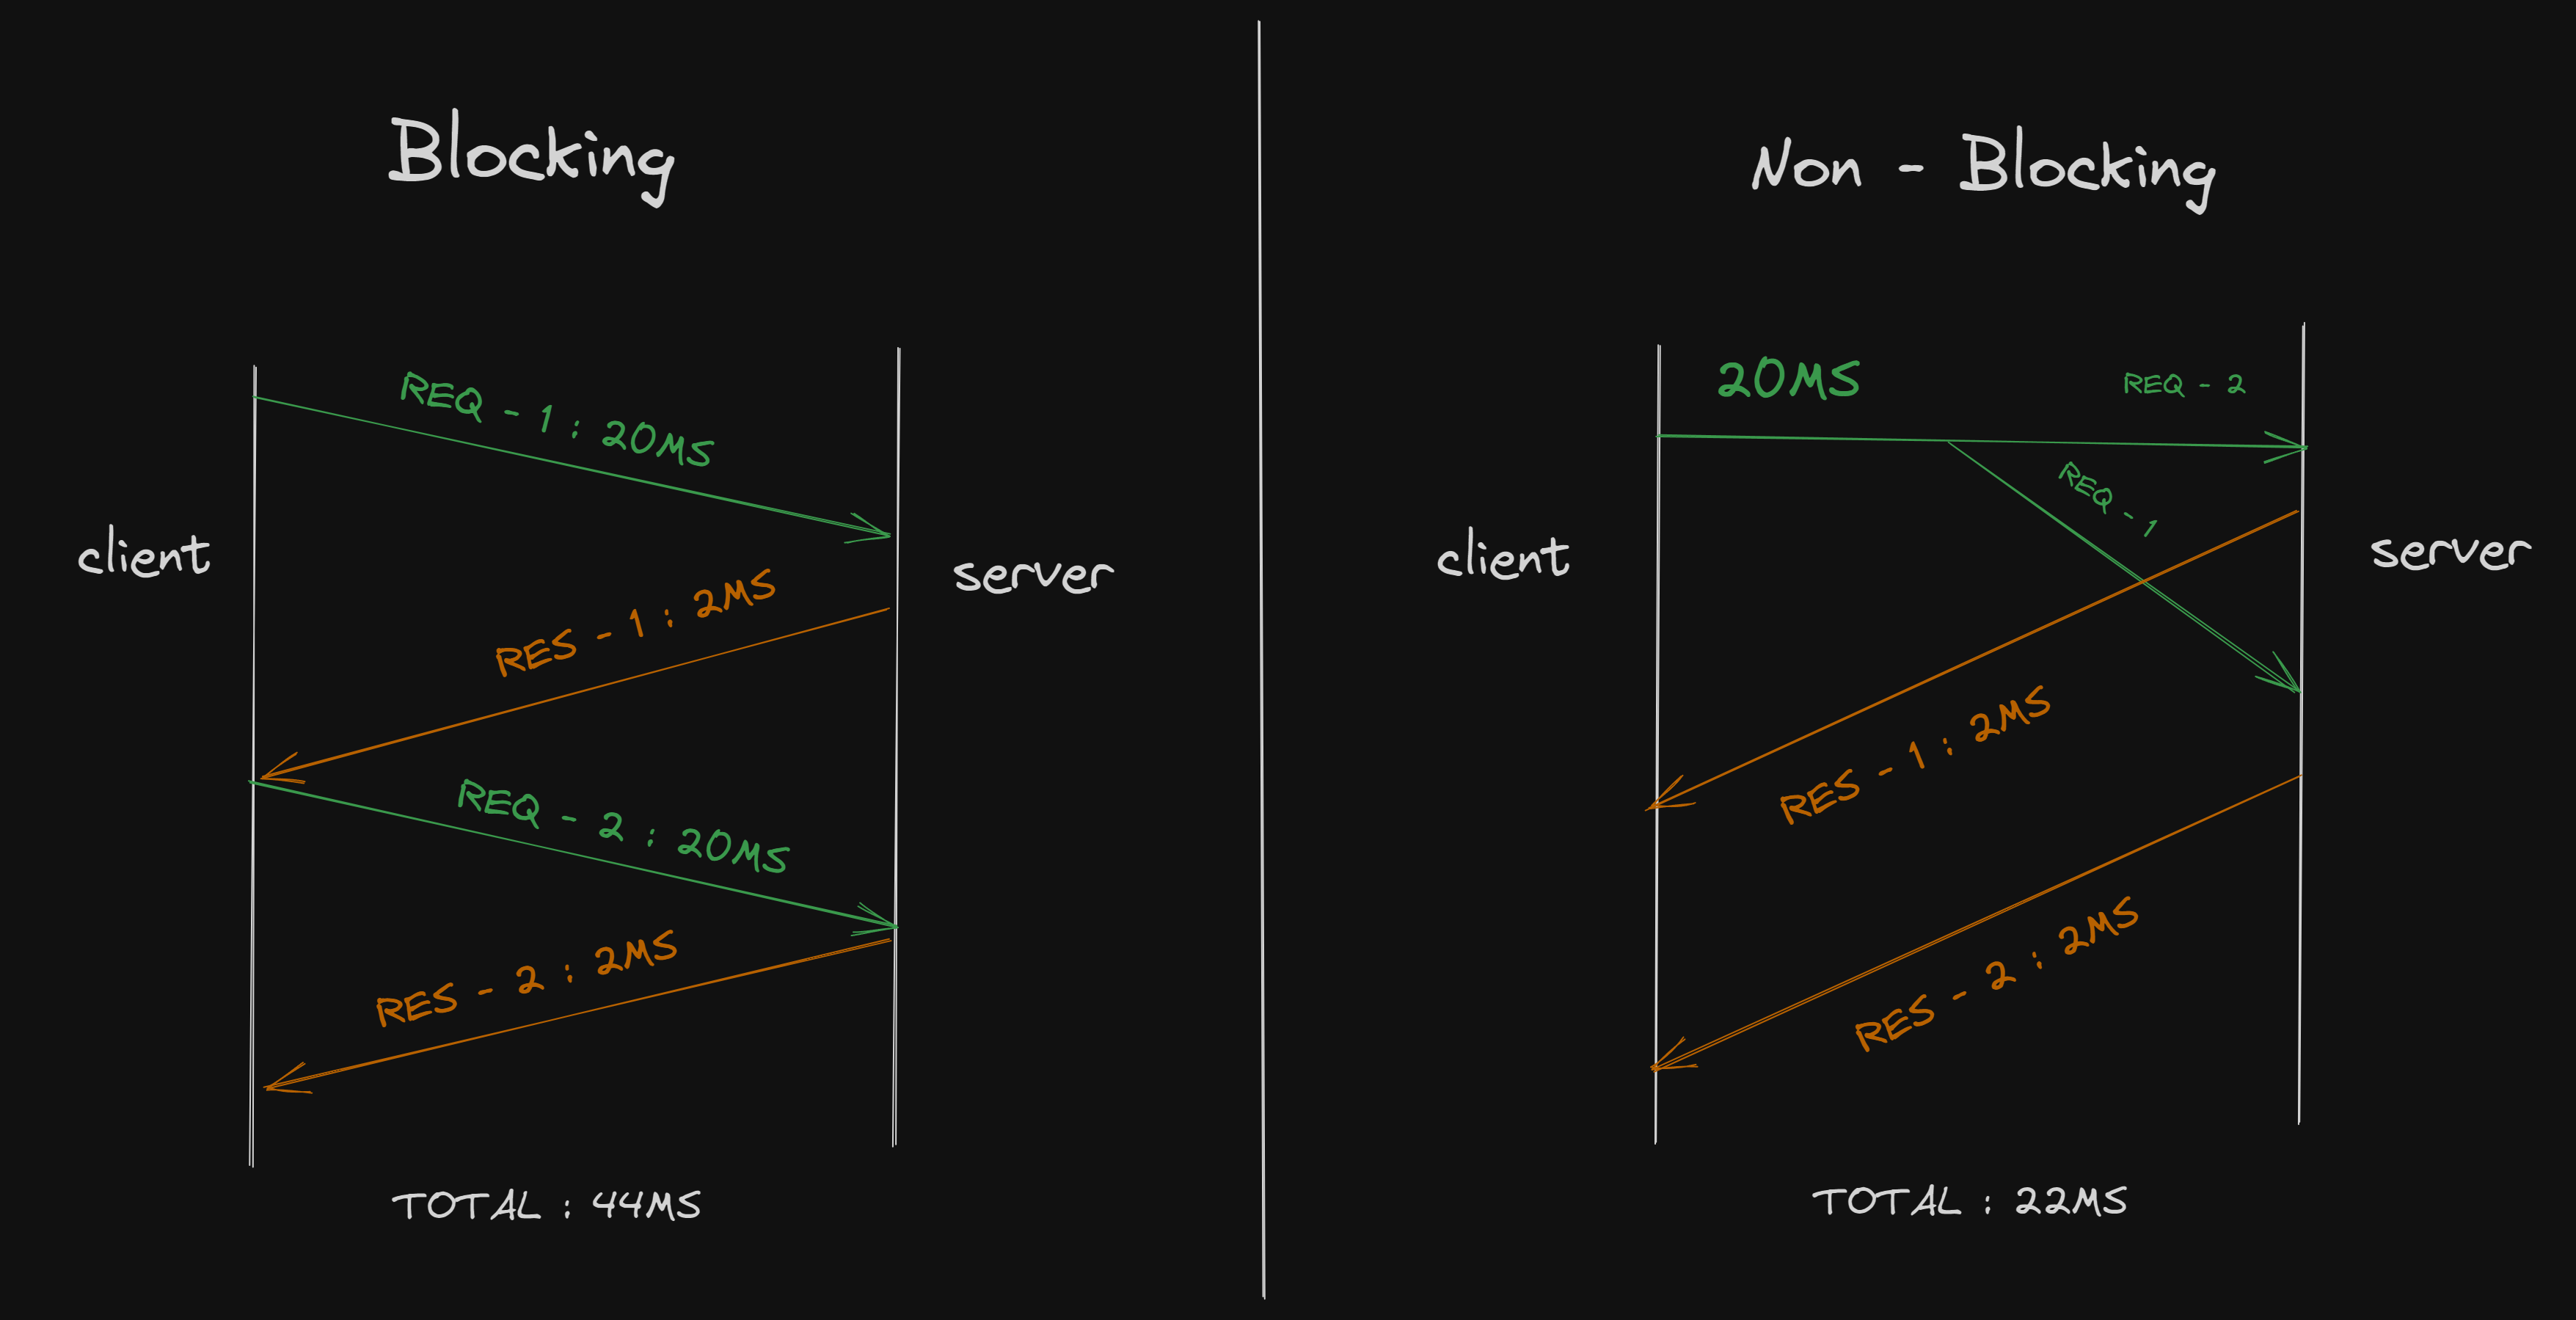 Blocking
REQ - 1 : 20MS
client
server
RES - 1 : 2MS
REQ - 2 : 20MS
RES - 2 : 2MS
TOTAL : 44MS
Non - Blocking
20MS
REQ - 2
REQ - 1
client
server
RES - 1 : 2MS
RES - 2 : 2MS
TOTAL : 22MS